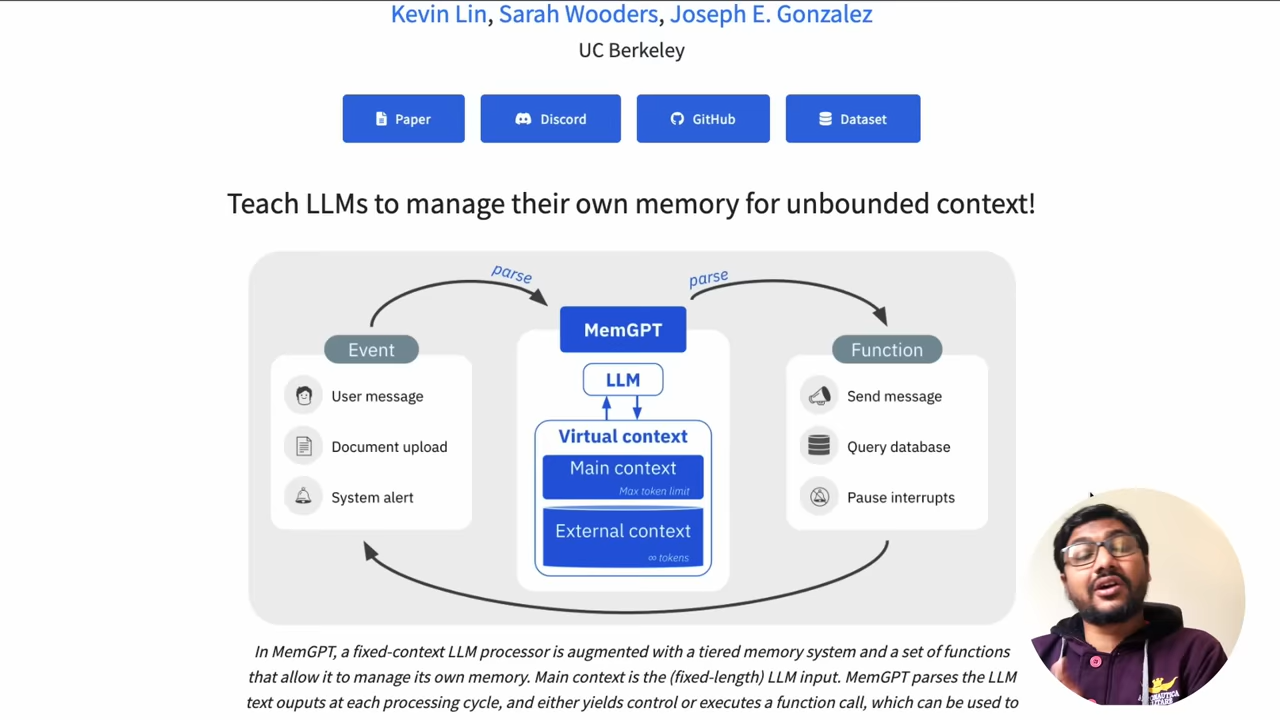 Kevin Lin, Sarah Wooders, Joseph E. Gonzalez
UC Berkeley
Paper
Discord
GitHub
Dataset
Teach LLMs to manage their own memory for unbounded context!
parse
parse
MemGPT
Event
Function
LLM
User message
Document upload
System alert
Virtual context
Main context
Max token limit
External context
∞ tokens
Send message
Query database
Pause interrupts
In MemGPT, a fixed-context LLM processor is augmented with a tiered memory system and a set of functions
that allow it to manage its own memory. Main context is the (fixed-length) LLM input. MemGPT parses the LLM
text ouputs at each processing cycle, and either yields control or executes a function call, which can be used to